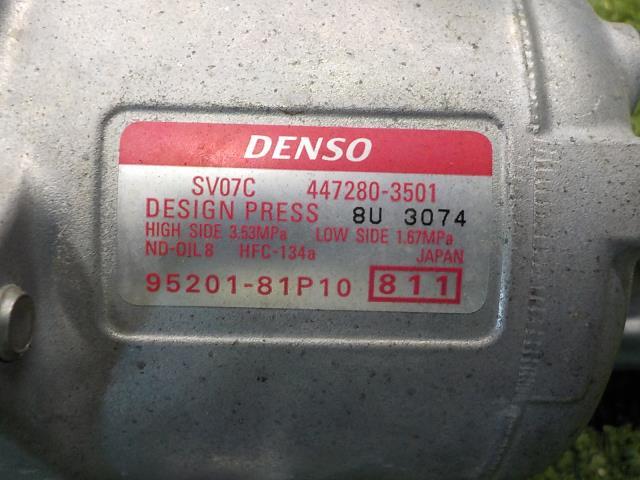 DENSO
SV07C 447280-3501
DESIGN PRESS 8U 3074
HIGH SIDE 3.53MPa LOW SIDE 1.67MPa
ND-OIL 8 HFC-134a JAPAN
95201-81P10 811